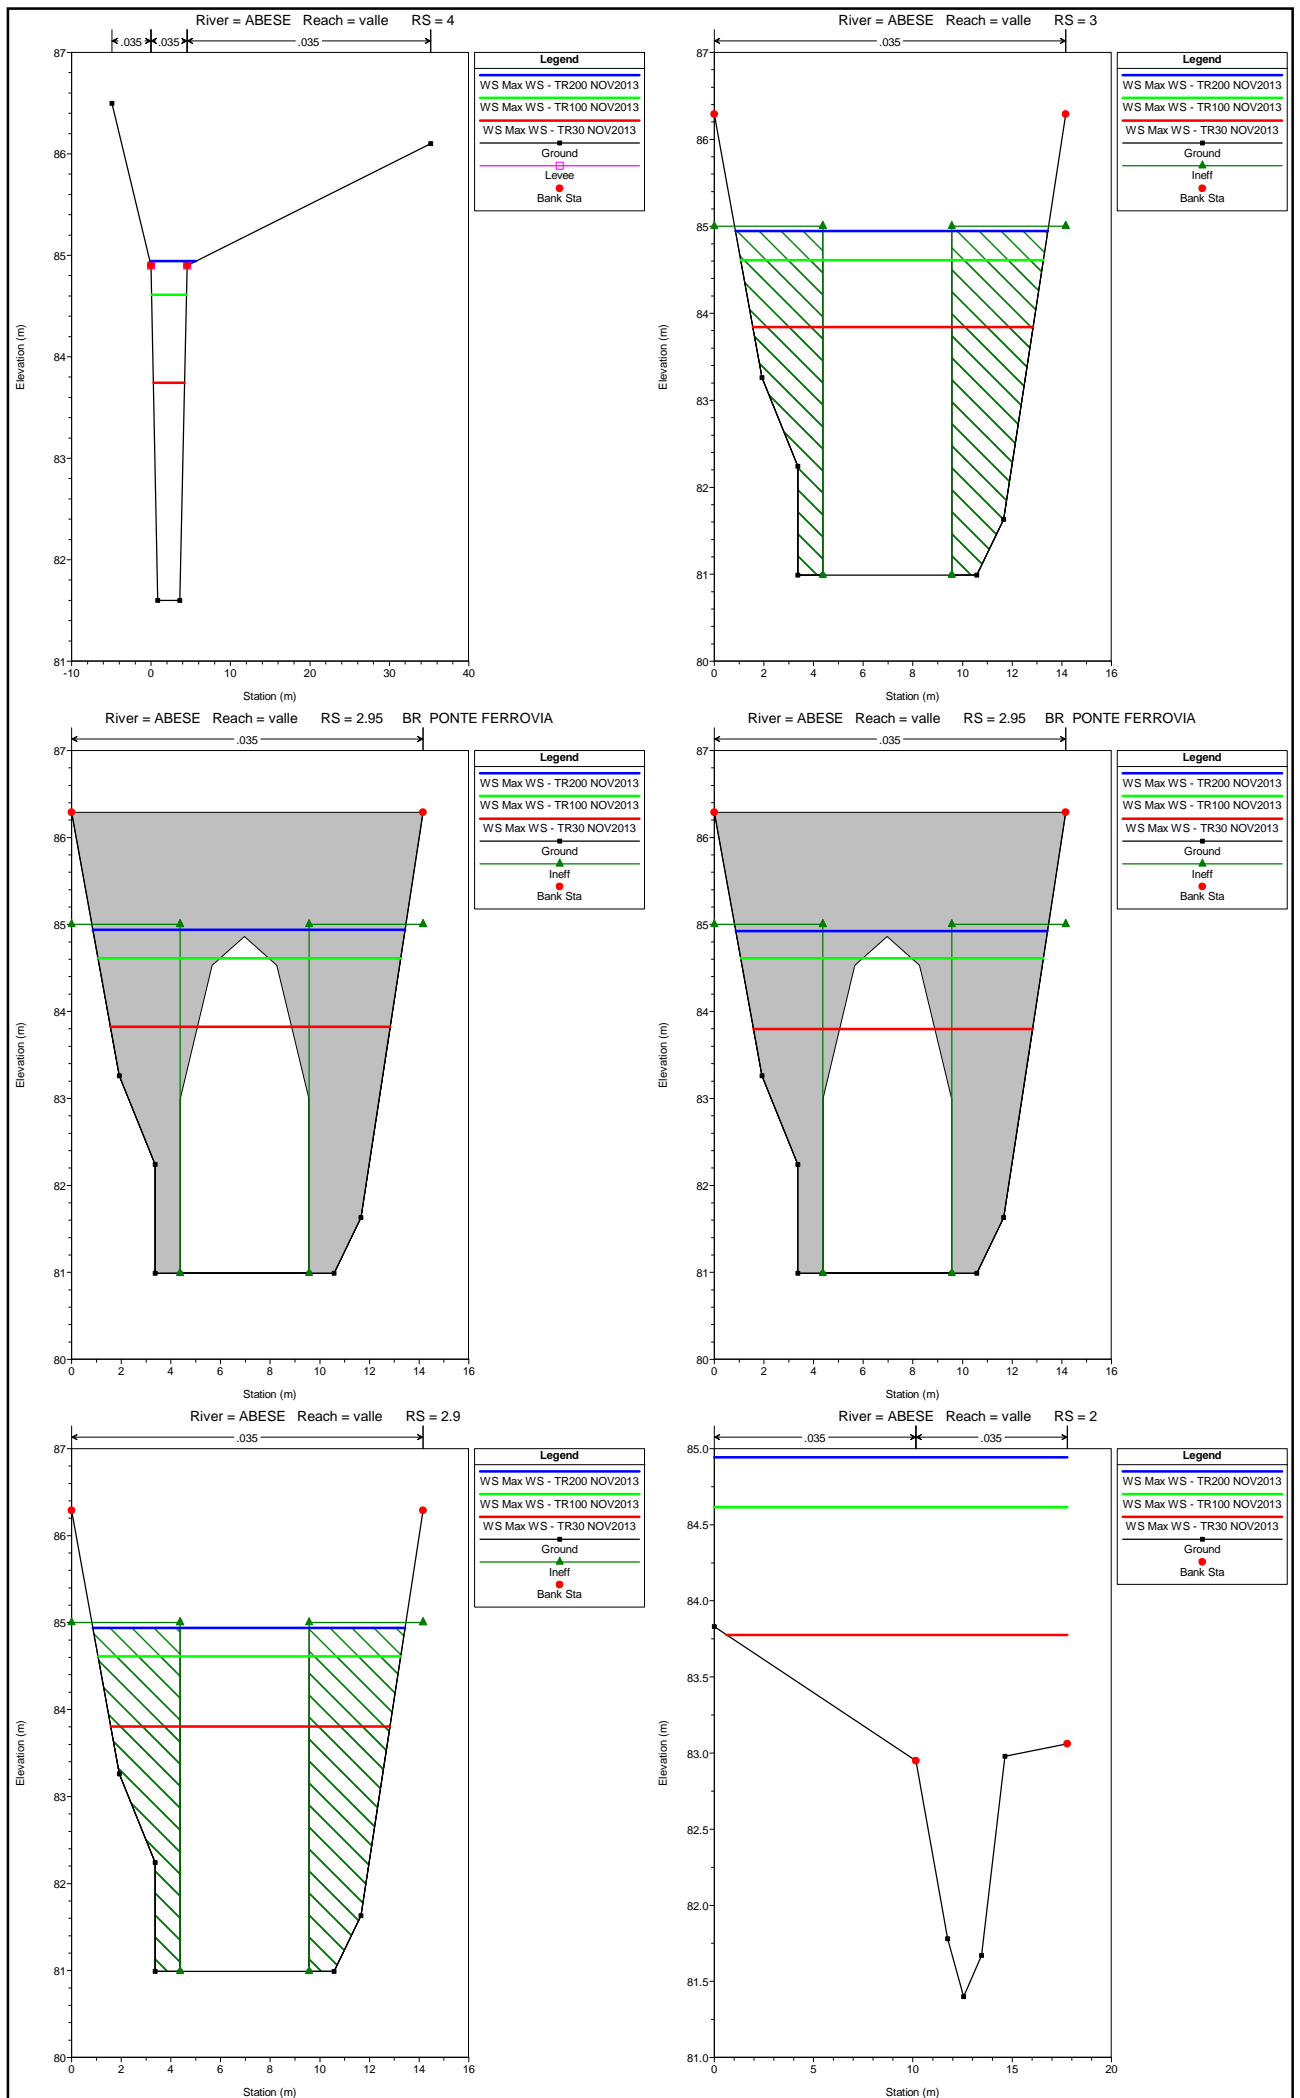 River = ABESE   Reach = valle      RS = 4
.035 .035 .035
87
86
85
84
83
82
81
-10 0 10 20 30 40
Elevation (m)
Station (m)
Legend
WS Max WS - TR200 NOV2013
WS Max WS - TR100 NOV2013
WS Max WS - TR30 NOV2013
Ground
Levee
Bank Sta
River = ABESE   Reach = valle      RS = 3
.035
87
86
85
84
83
82
81
80
0 2 4 6 8 10 12 14 16
Elevation (m)
Station (m)
Legend
WS Max WS - TR200 NOV2013
WS Max WS - TR100 NOV2013
WS Max WS - TR30 NOV2013
Ground
Ineff
Bank Sta
River = ABESE   Reach = valle      RS = 2.95     BR  PONTE FERROVIA
.035
87
86
85
84
83
82
81
80
0 2 4 6 8 10 12 14 16
Elevation (m)
Station (m)
Legend
WS Max WS - TR200 NOV2013
WS Max WS - TR100 NOV2013
WS Max WS - TR30 NOV2013
Ground
Ineff
Bank Sta
River = ABESE   Reach = valle      RS = 2.95     BR  PONTE FERROVIA
.035
87
86
85
84
83
82
81
80
0 2 4 6 8 10 12 14 16
Elevation (m)
Station (m)
Legend
WS Max WS - TR200 NOV2013
WS Max WS - TR100 NOV2013
WS Max WS - TR30 NOV2013
Ground
Ineff
Bank Sta
River = ABESE   Reach = valle      RS = 2.9
.035
87
86
85
84
83
82
81
80
0 2 4 6 8 10 12 14 16
Elevation (m)
Station (m)
Legend
WS Max WS - TR200 NOV2013
WS Max WS - TR100 NOV2013
WS Max WS - TR30 NOV2013
Ground
Ineff
Bank Sta
River = ABESE   Reach = valle      RS = 2
.035 .035
85.0
84.5
84.0
83.5
83.0
82.5
82.0
81.5
81.0
0 5 10 15 20
Elevation (m)
Station (m)
Legend
WS Max WS - TR200 NOV2013
WS Max WS - TR100 NOV2013
WS Max WS - TR30 NOV2013
Ground
Bank Sta